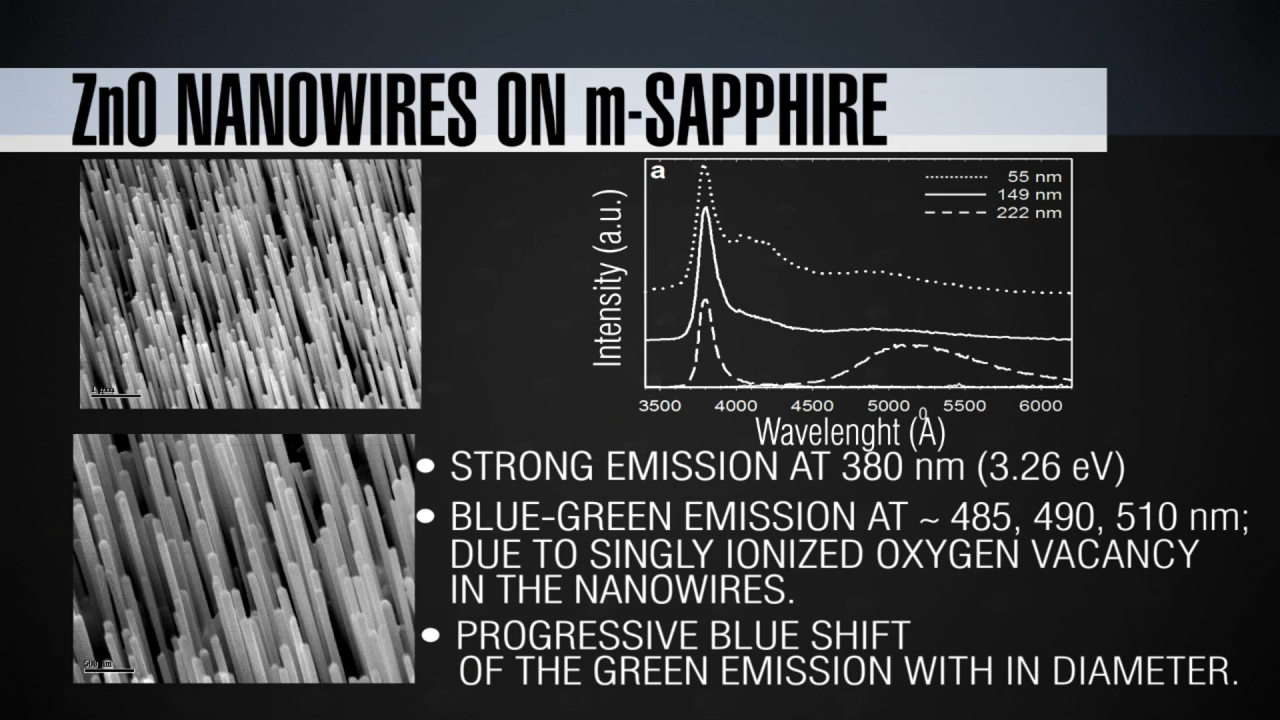 ZnO NANOWIRES ON m-SAPPHIRE
a
55 nm
149 nm
222 nm
Intensity (a.u.)
3500 4000 4500 5000 5500 6000
Wavelenght (Å)
• STRONG EMISSION AT 380 nm (3.26 eV)
• BLUE-GREEN EMISSION AT ~ 485, 490, 510 nm;
DUE TO SINGLY IONIZED OXYGEN VACANCY
IN THE NANOWIRES.
• PROGRESSIVE BLUE SHIFT
OF THE GREEN EMISSION WITH IN DIAMETER.
500 nm